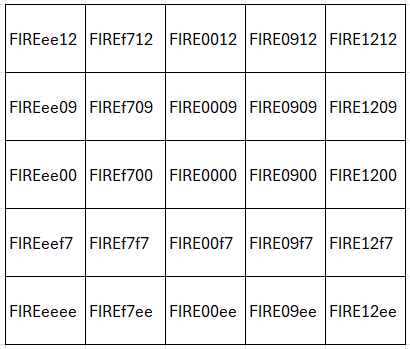 FIREee12 FIREf712 FIRE0012 FIRE0912 FIRE1212
FIREee09 FIREf709 FIRE0009 FIRE0909 FIRE1209
FIREee00 FIREf700 FIRE0000 FIRE0900 FIRE1200
FIREeef7 FIREf7f7 FIRE00f7 FIRE09f7 FIRE12f7
FIREeeee FIREf7ee FIRE00ee FIRE09ee FIRE12ee